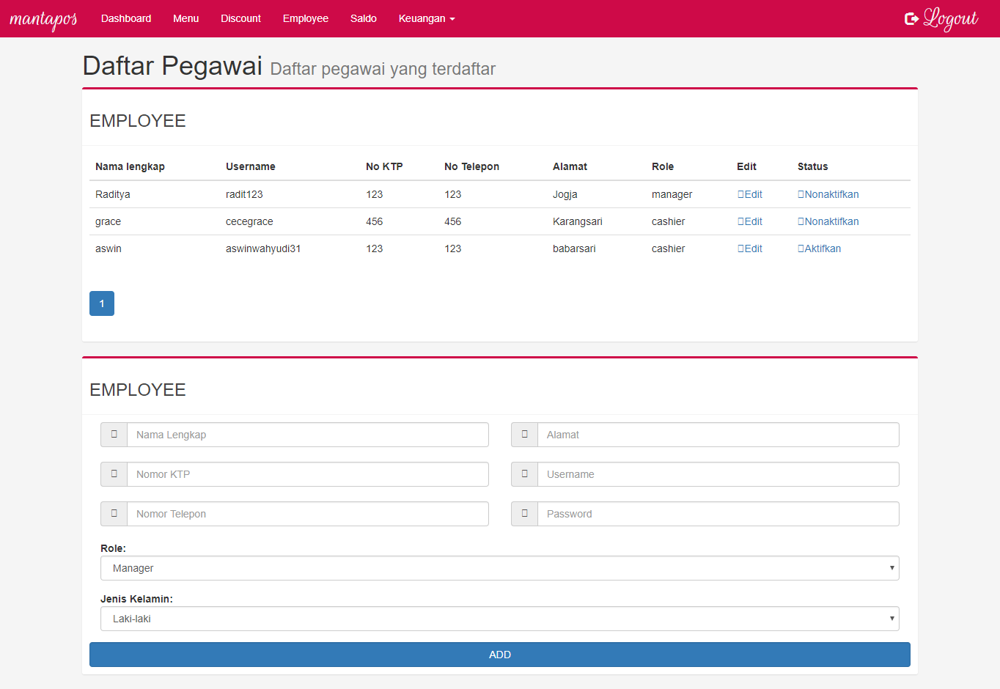 mantapos Dashboard Menu Discount Employee Saldo Keuangan Logout
Daftar Pegawai Daftar pegawai yang terdaftar
EMPLOYEE
Nama lengkap Username No KTP No Telepon Alamat Role Edit Status
Raditya radit123 123 123 Jogja manager Edit Nonaktifkan
grace cecegrace 456 456 Karangsari cashier Edit Nonaktifkan
aswin aswinwahyudi31 123 123 babarsari cashier Edit Aktifkan
1
EMPLOYEE
Nama Lengkap Alamat
Nomor KTP Username
Nomor Telepon Password
Role:
Manager
Jenis Kelamin:
Laki-laki
ADD